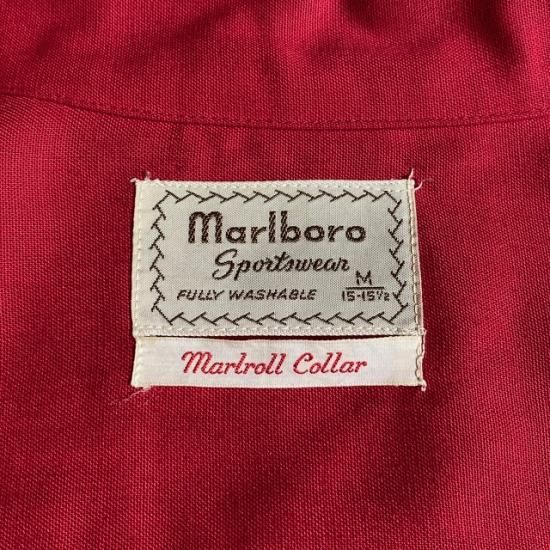 Marlboro
Sportswear
FULLY WASHABLE
M
15-15½
Marlroll Collar